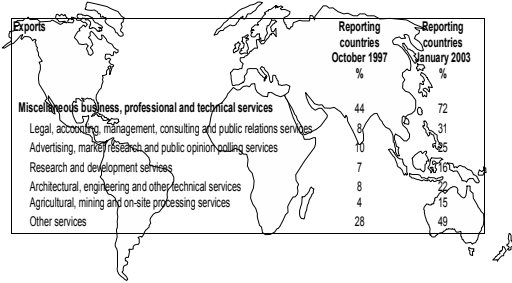 Exports Reporting Reporting
countries countries
October 1997 January 2003
% %
Miscellaneous business, professional and technical services 44 72
Legal, accounting, management, consulting and public relations services 8 31
Advertising, market research and public opinion polling services 10 25
Research and development services 7 16
Architectural, engineering and other technical services 8 22
Agricultural, mining and on-site processing services 4 15
Other services 28 49